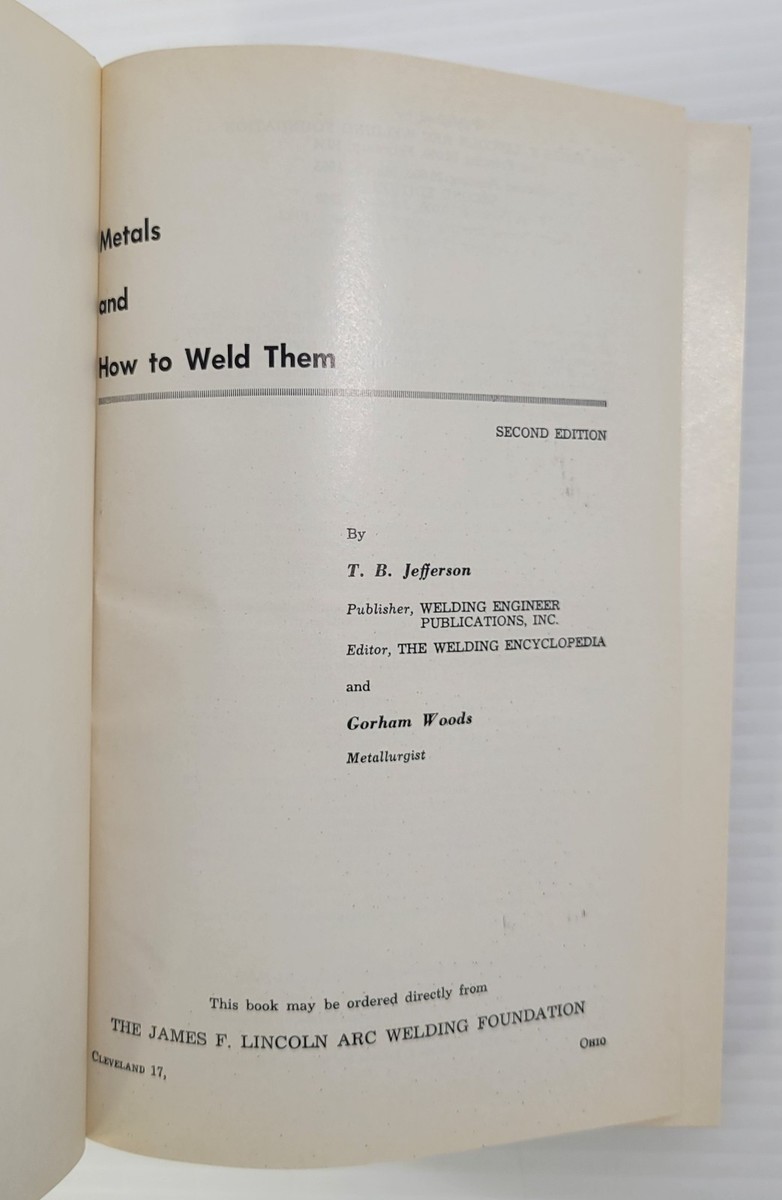 Metals
and
How to Weld Them
SECOND EDITION
By
T. B. Jefferson
Publisher, WELDING ENGINEER
PUBLICATIONS, INC.
Editor, THE WELDING ENCYCLOPEDIA
and
Gorham Woods
Metallurgist
This book may be ordered directly from
THE JAMES F. LINCOLN ARC WELDING FOUNDATION
CLEVELAND 17, OHIO